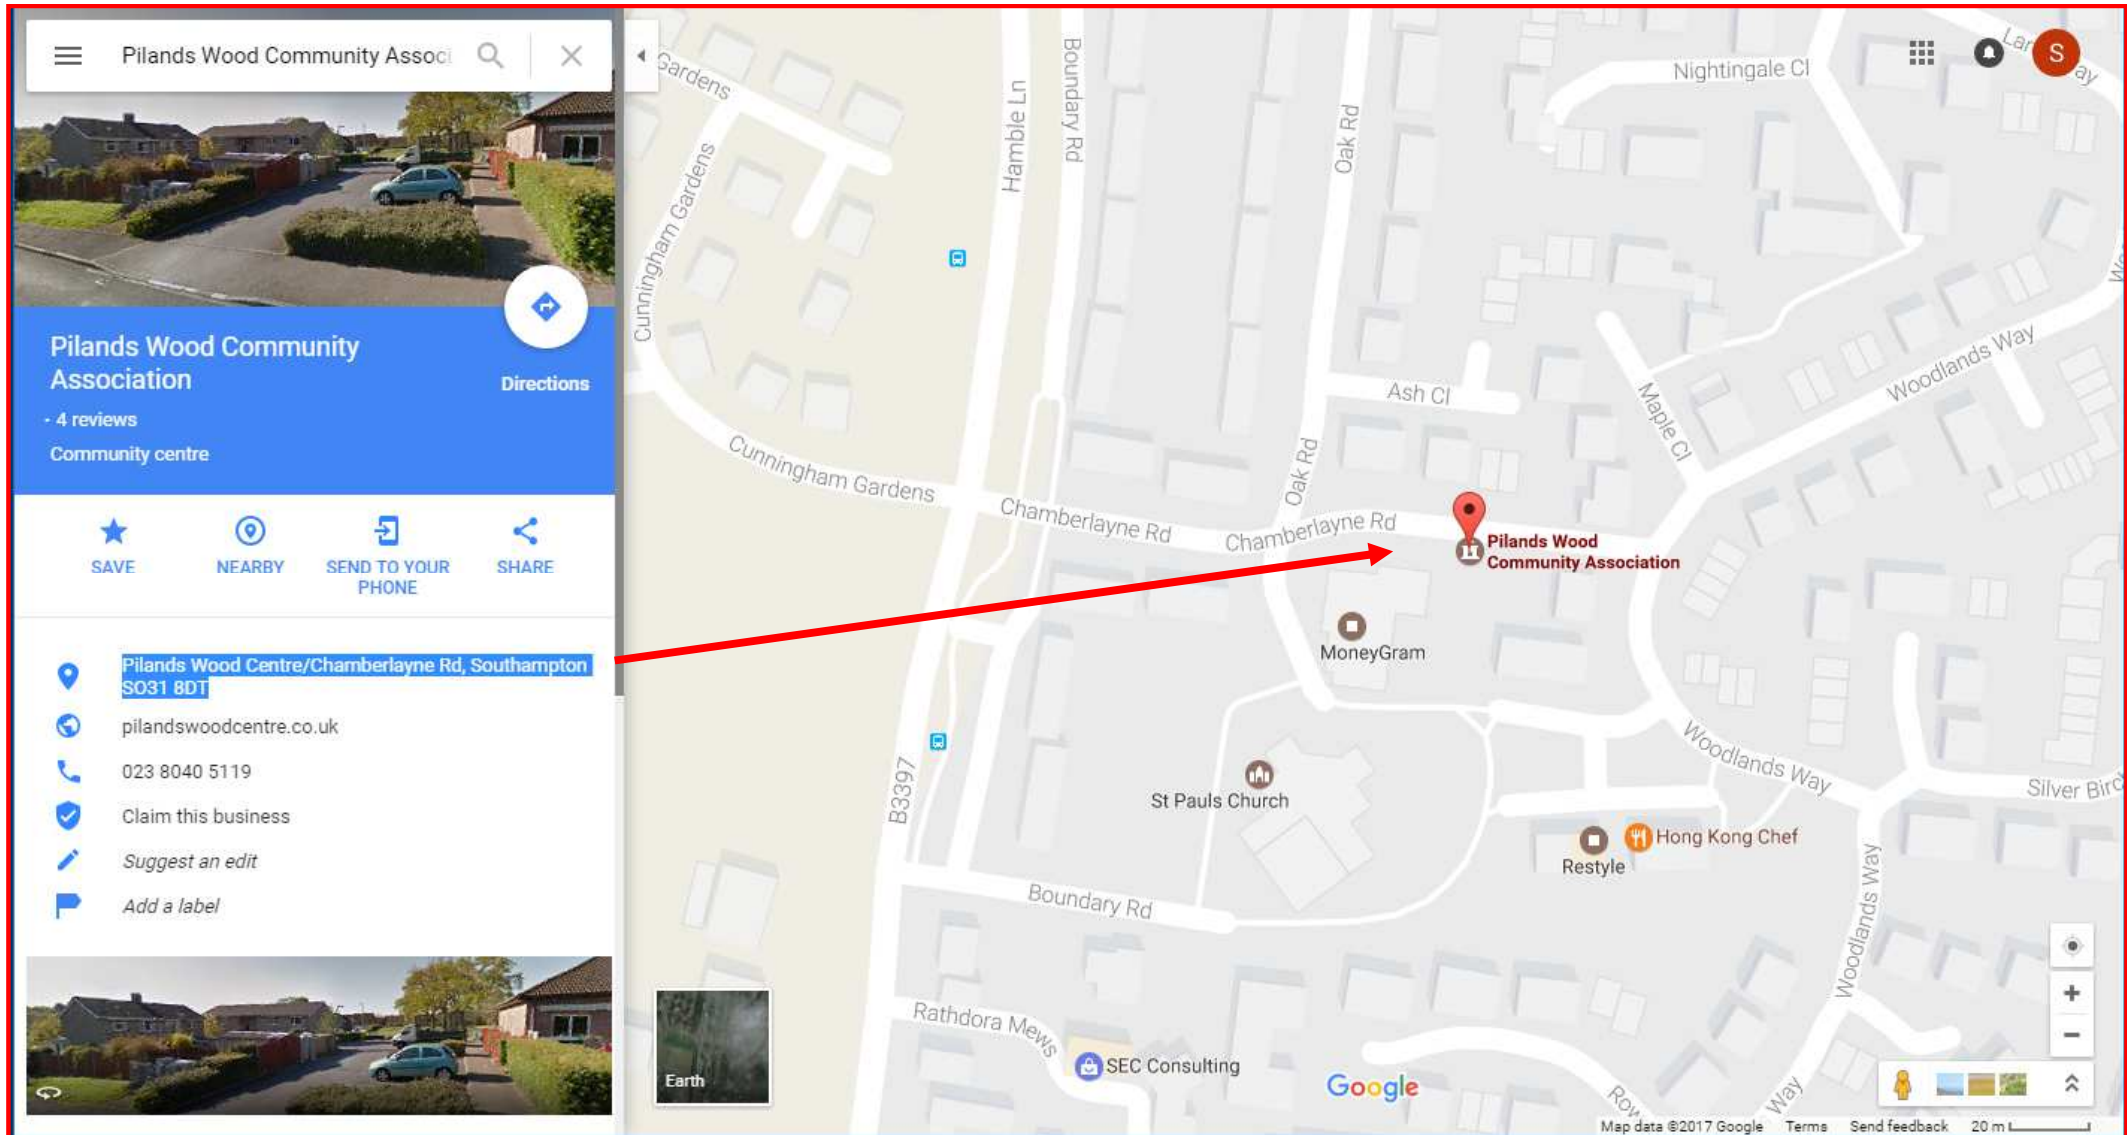 Pilands Wood Community Associ
Pilands Wood Community
Association
Directions
- 4 reviews
Community centre
SAVE
NEARBY
SEND TO YOUR
PHONE
SHARE
Pilands Wood Centre/Chamberlayne Rd, Southampton
SO31 8DT
pilandswoodcentre.co.uk
023 8040 5119
Claim this business
Suggest an edit
Add a label
Gardens
Cunningham Gardens
Hamble Ln
Boundary Rd
Oak Rd
Nightingale Cl
S
ay
Cunningham Gardens
Chamberlayne Rd
Oak Rd
Ash Cl
Maple Cl
Woodlands Way
Chamberlayne Rd
Pilands Wood
Community Association
MoneyGram
St Pauls Church
B3397
Woodlands Way
Silver Birc
Hong Kong Chef
Restyle
Boundary Rd
Woodlands Way
Rathdora Mews
SEC Consulting
Earth
Google
Row
Way
Map data ©2017 Google
Terms
Send feedback
20 m